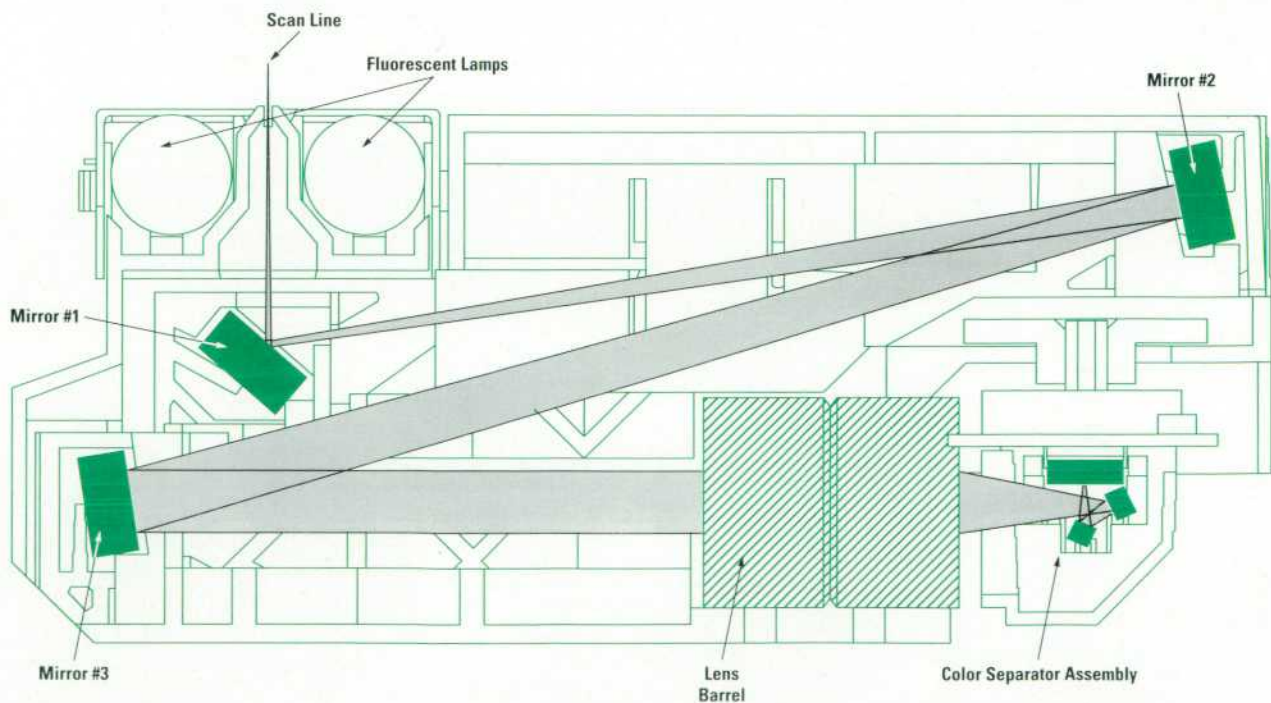 Scan Line
Fluorescent Lamps
Mirror #2
Mirror #1
Mirror #3
Lens
Barrel
Color Separator Assembly